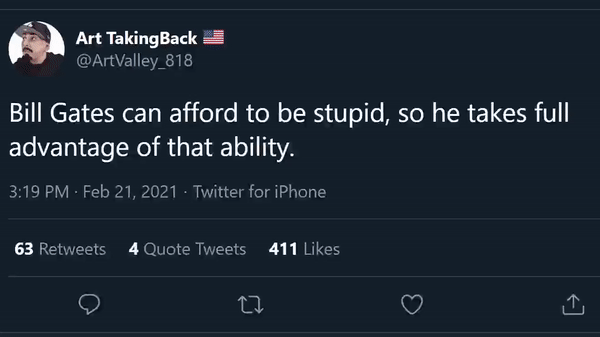 Art TakingBack 🇺🇸
@ArtValley_818
Bill Gates can afford to be stupid, so he takes full
advantage of that ability.
3:19 PM · Feb 21, 2021 · Twitter for iPhone
63 Retweets 4 Quote Tweets 411 Likes